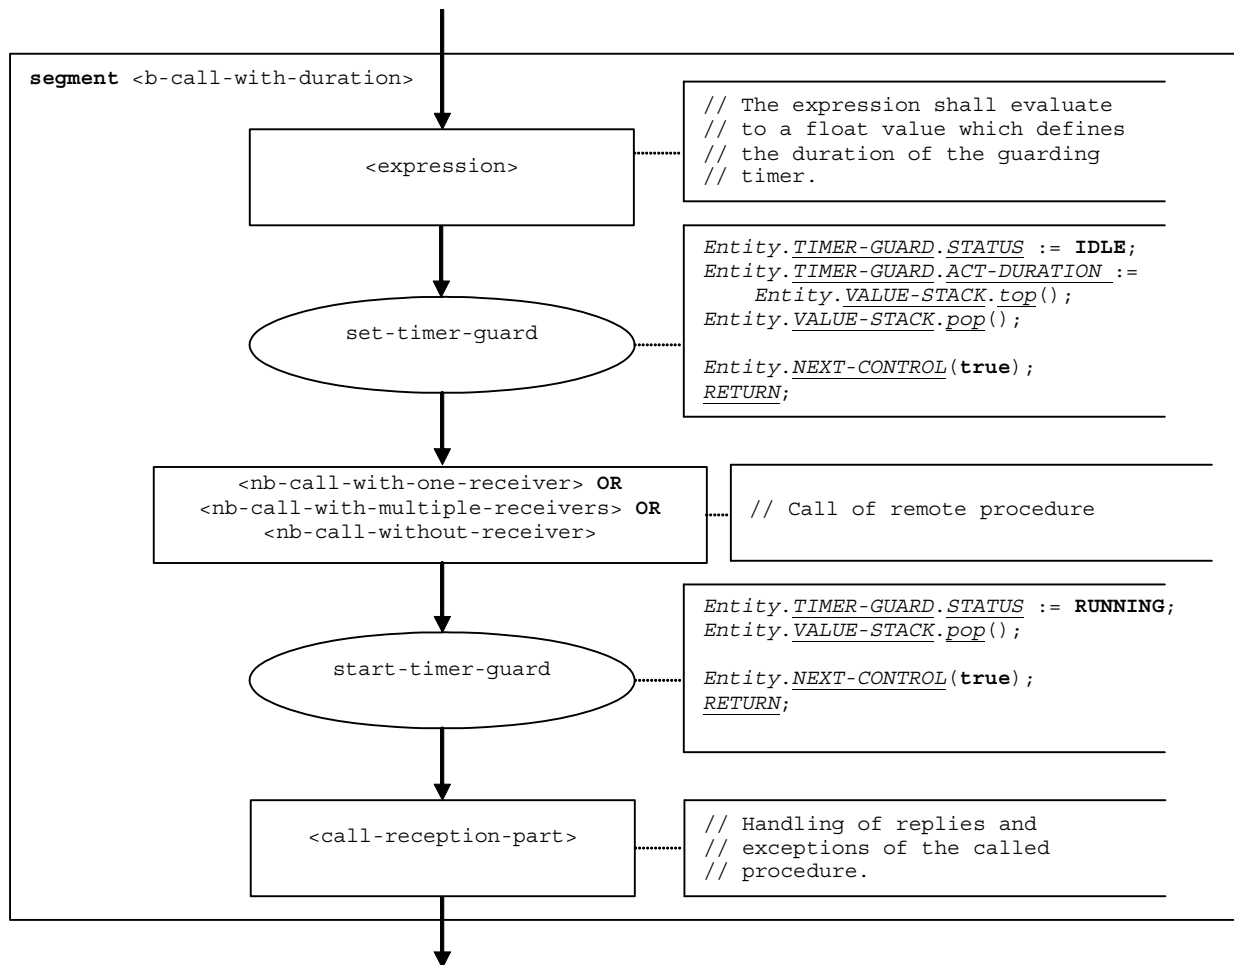 segment <b-call-with-duration>
// The expression shall evaluate
// to a float value which defines
// the duration of the guarding
// timer.
<expression>
Entity.TIMER-GUARD.STATUS := IDLE;
Entity.TIMER-GUARD.ACT-DURATION :=
Entity.VALUE-STACK.top();
Entity.VALUE-STACK.pop();
Entity.NEXT-CONTROL(true);
RETURN;
set-timer-guard
<nb-call-with-one-receiver> OR
<nb-call-with-multiple-receivers> OR
<nb-call-without-receiver>
// Call of remote procedure
Entity.TIMER-GUARD.STATUS := RUNNING;
Entity.VALUE-STACK.pop();
Entity.NEXT-CONTROL(true);
RETURN;
start-timer-guard
<call-reception-part>
// Handling of replies and
// exceptions of the called
// procedure.